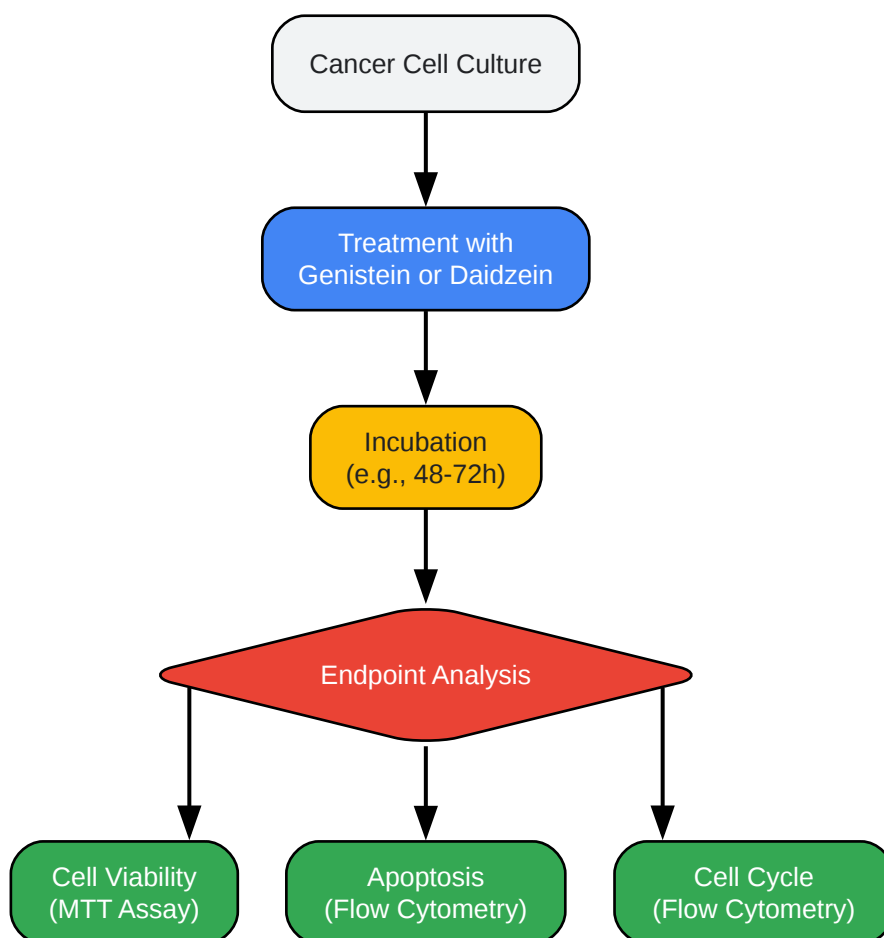 Cancer Cell Culture
Treatment with
Genistein or Daidzein
Incubation
(e.g., 48-72h)
Endpoint Analysis
Cell Viability
(MTT Assay)
Apoptosis
(Flow Cytometry)
Cell Cycle
(Flow Cytometry)